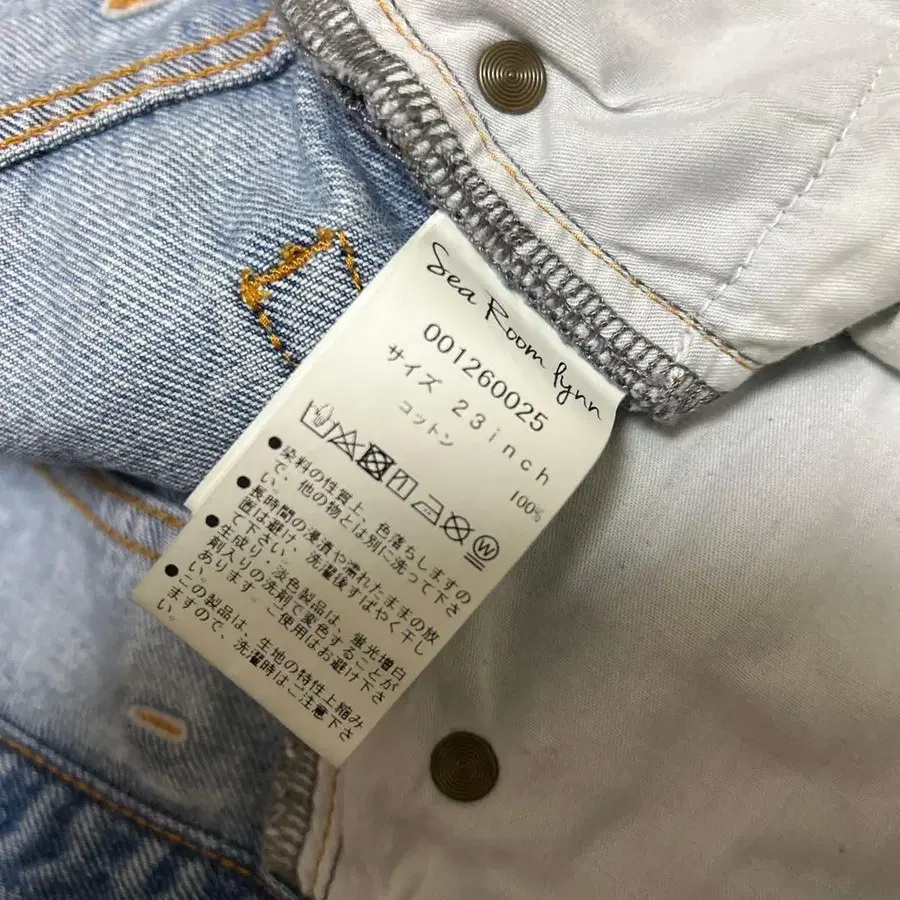 Sea Room lynn
001260025
サイズ 23inch
コットン 100%
W
●染料の性質上、色落ちしますの
で、他の物とは別に洗って下さ
い。
●長時間の浸漬や濡れたままの放
置は避け、洗濯後すばやく干し
て下さい。
●生成り・淡色製品は、蛍光増白
剤入りの洗剤で変色することが
あります ご使用はお避け下さ
い。
●この製品は、生地の特性上縮み
ますので、洗濯時はご注意下さ
い。